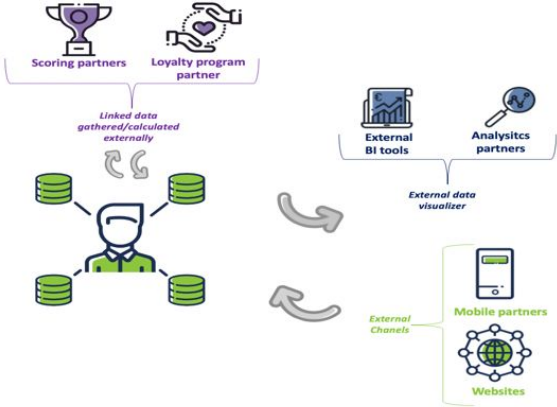 Scoring partners
Loyalty program
partner
Linked data
gathered/calculated
externally
External
BI tools
Analysitcs
partners
External data
visualizer
External
Chanels
Mobile partners
Websites